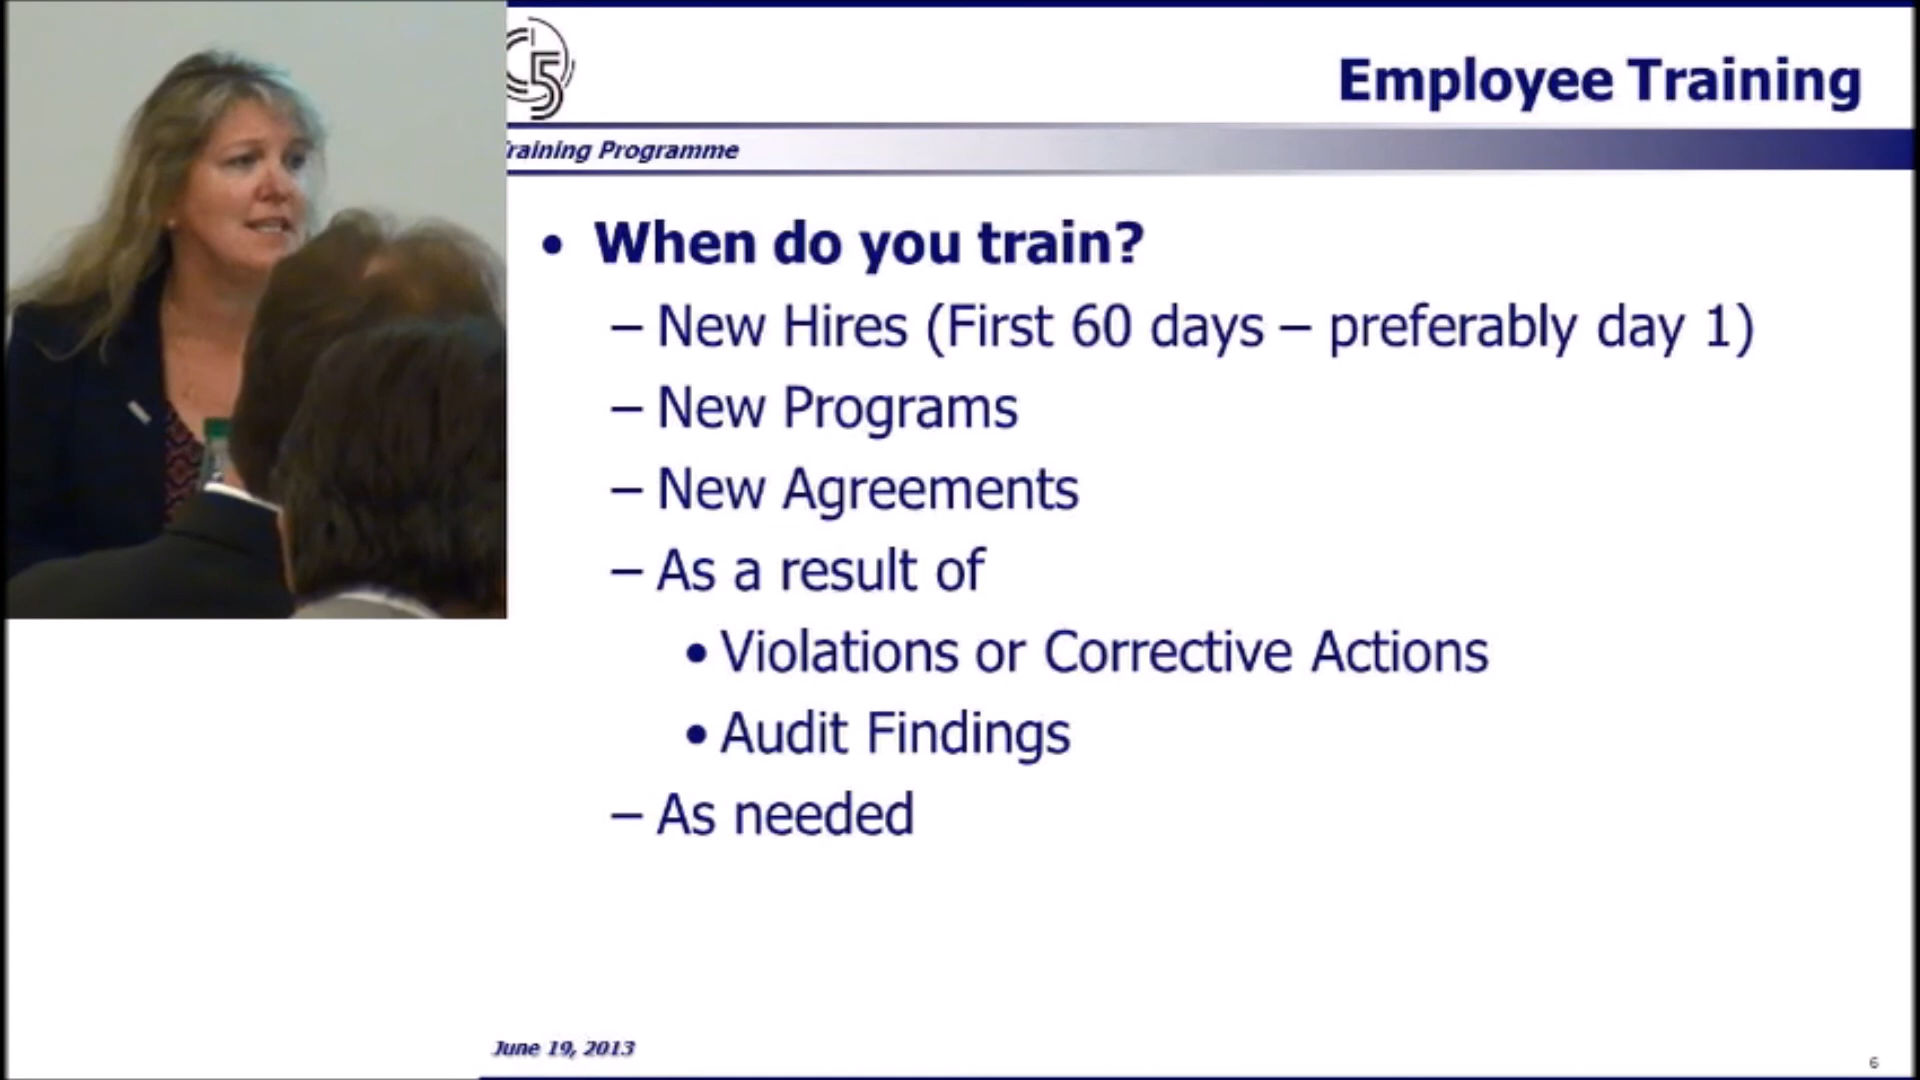 C5
Employee Training
raining Programme
• When do you train?
– New Hires (First 60 days – preferably day 1)
– New Programs
– New Agreements
– As a result of
• Violations or Corrective Actions
• Audit Findings
– As needed
June 19, 2013
6